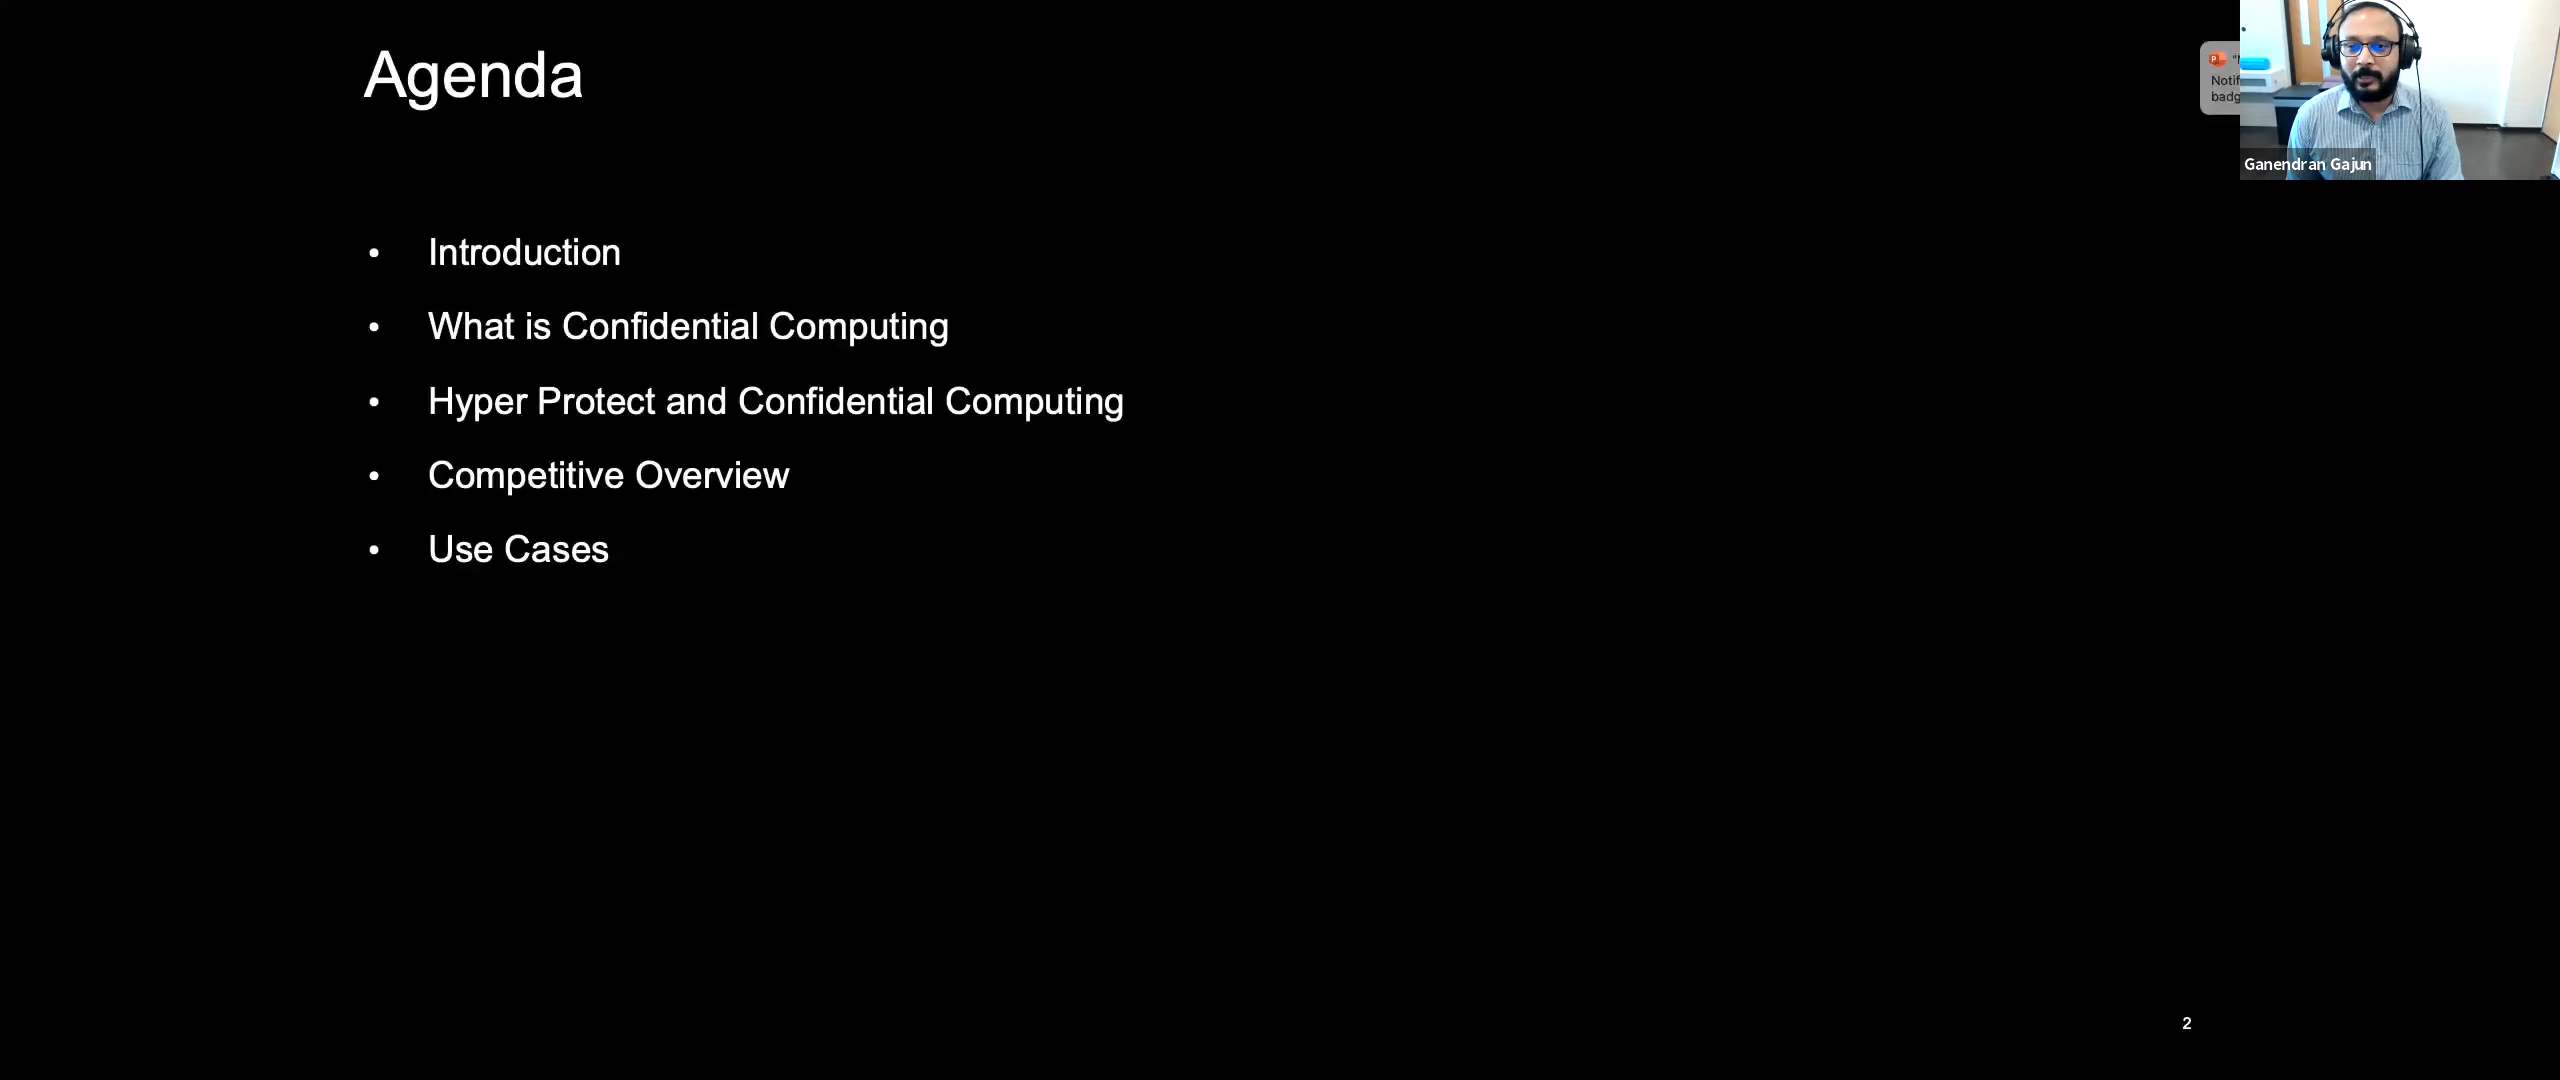 Agenda
• Introduction
• What is Confidential Computing
• Hyper Protect and Confidential Computing
• Competitive Overview
• Use Cases
2
Ganendran Gajun